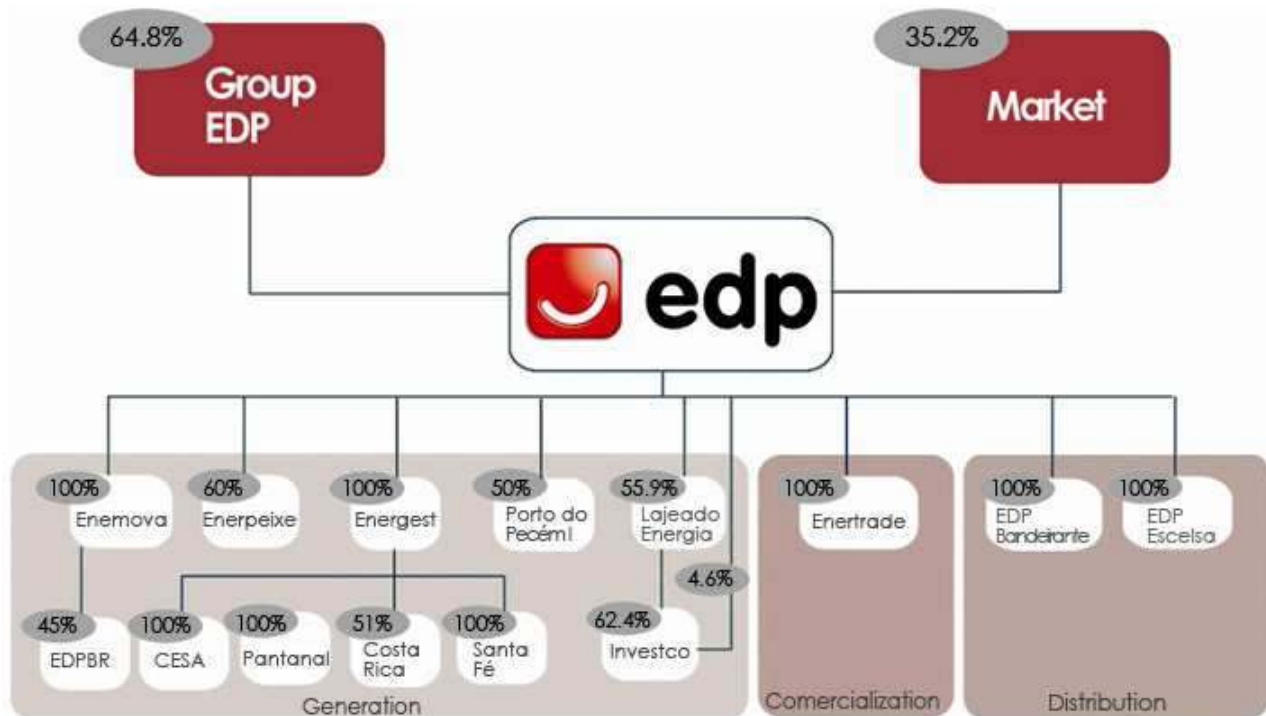 64.8%
Group
EDP
35.2%
Market
edp
100%
Enemova
60%
Enerpeixe
100%
Energest
50%
Porto do
Pecém I
55.9%
Lajeado
Energia
100%
Enertrade
100%
EDP
Bandeirante
100%
EDP
Escelsa
4.6%
45%
EDPBR
100%
CESA
100%
Pantanal
51%
Costa
Rica
100%
Santa
Fé
62.4%
Investco
Generation
Comercialization
Distribution